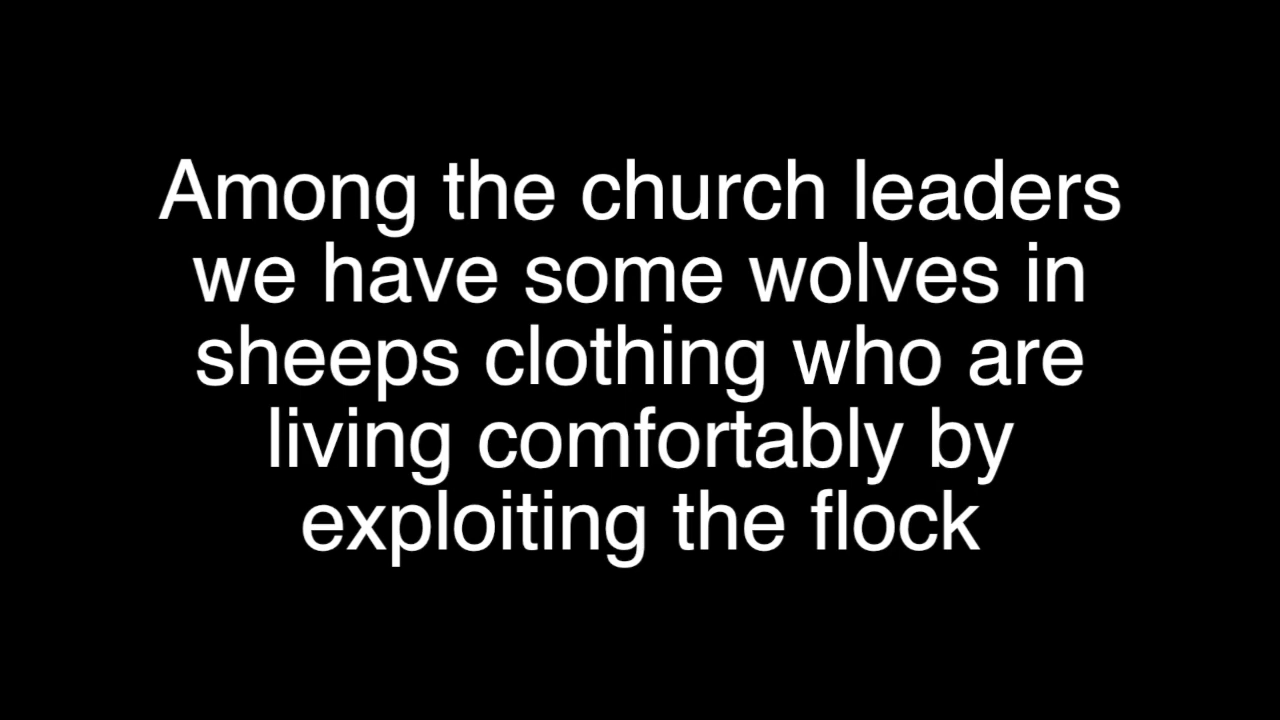 Among the church leaders
we have some wolves in
sheeps clothing who are
living comfortably by
exploiting the flock